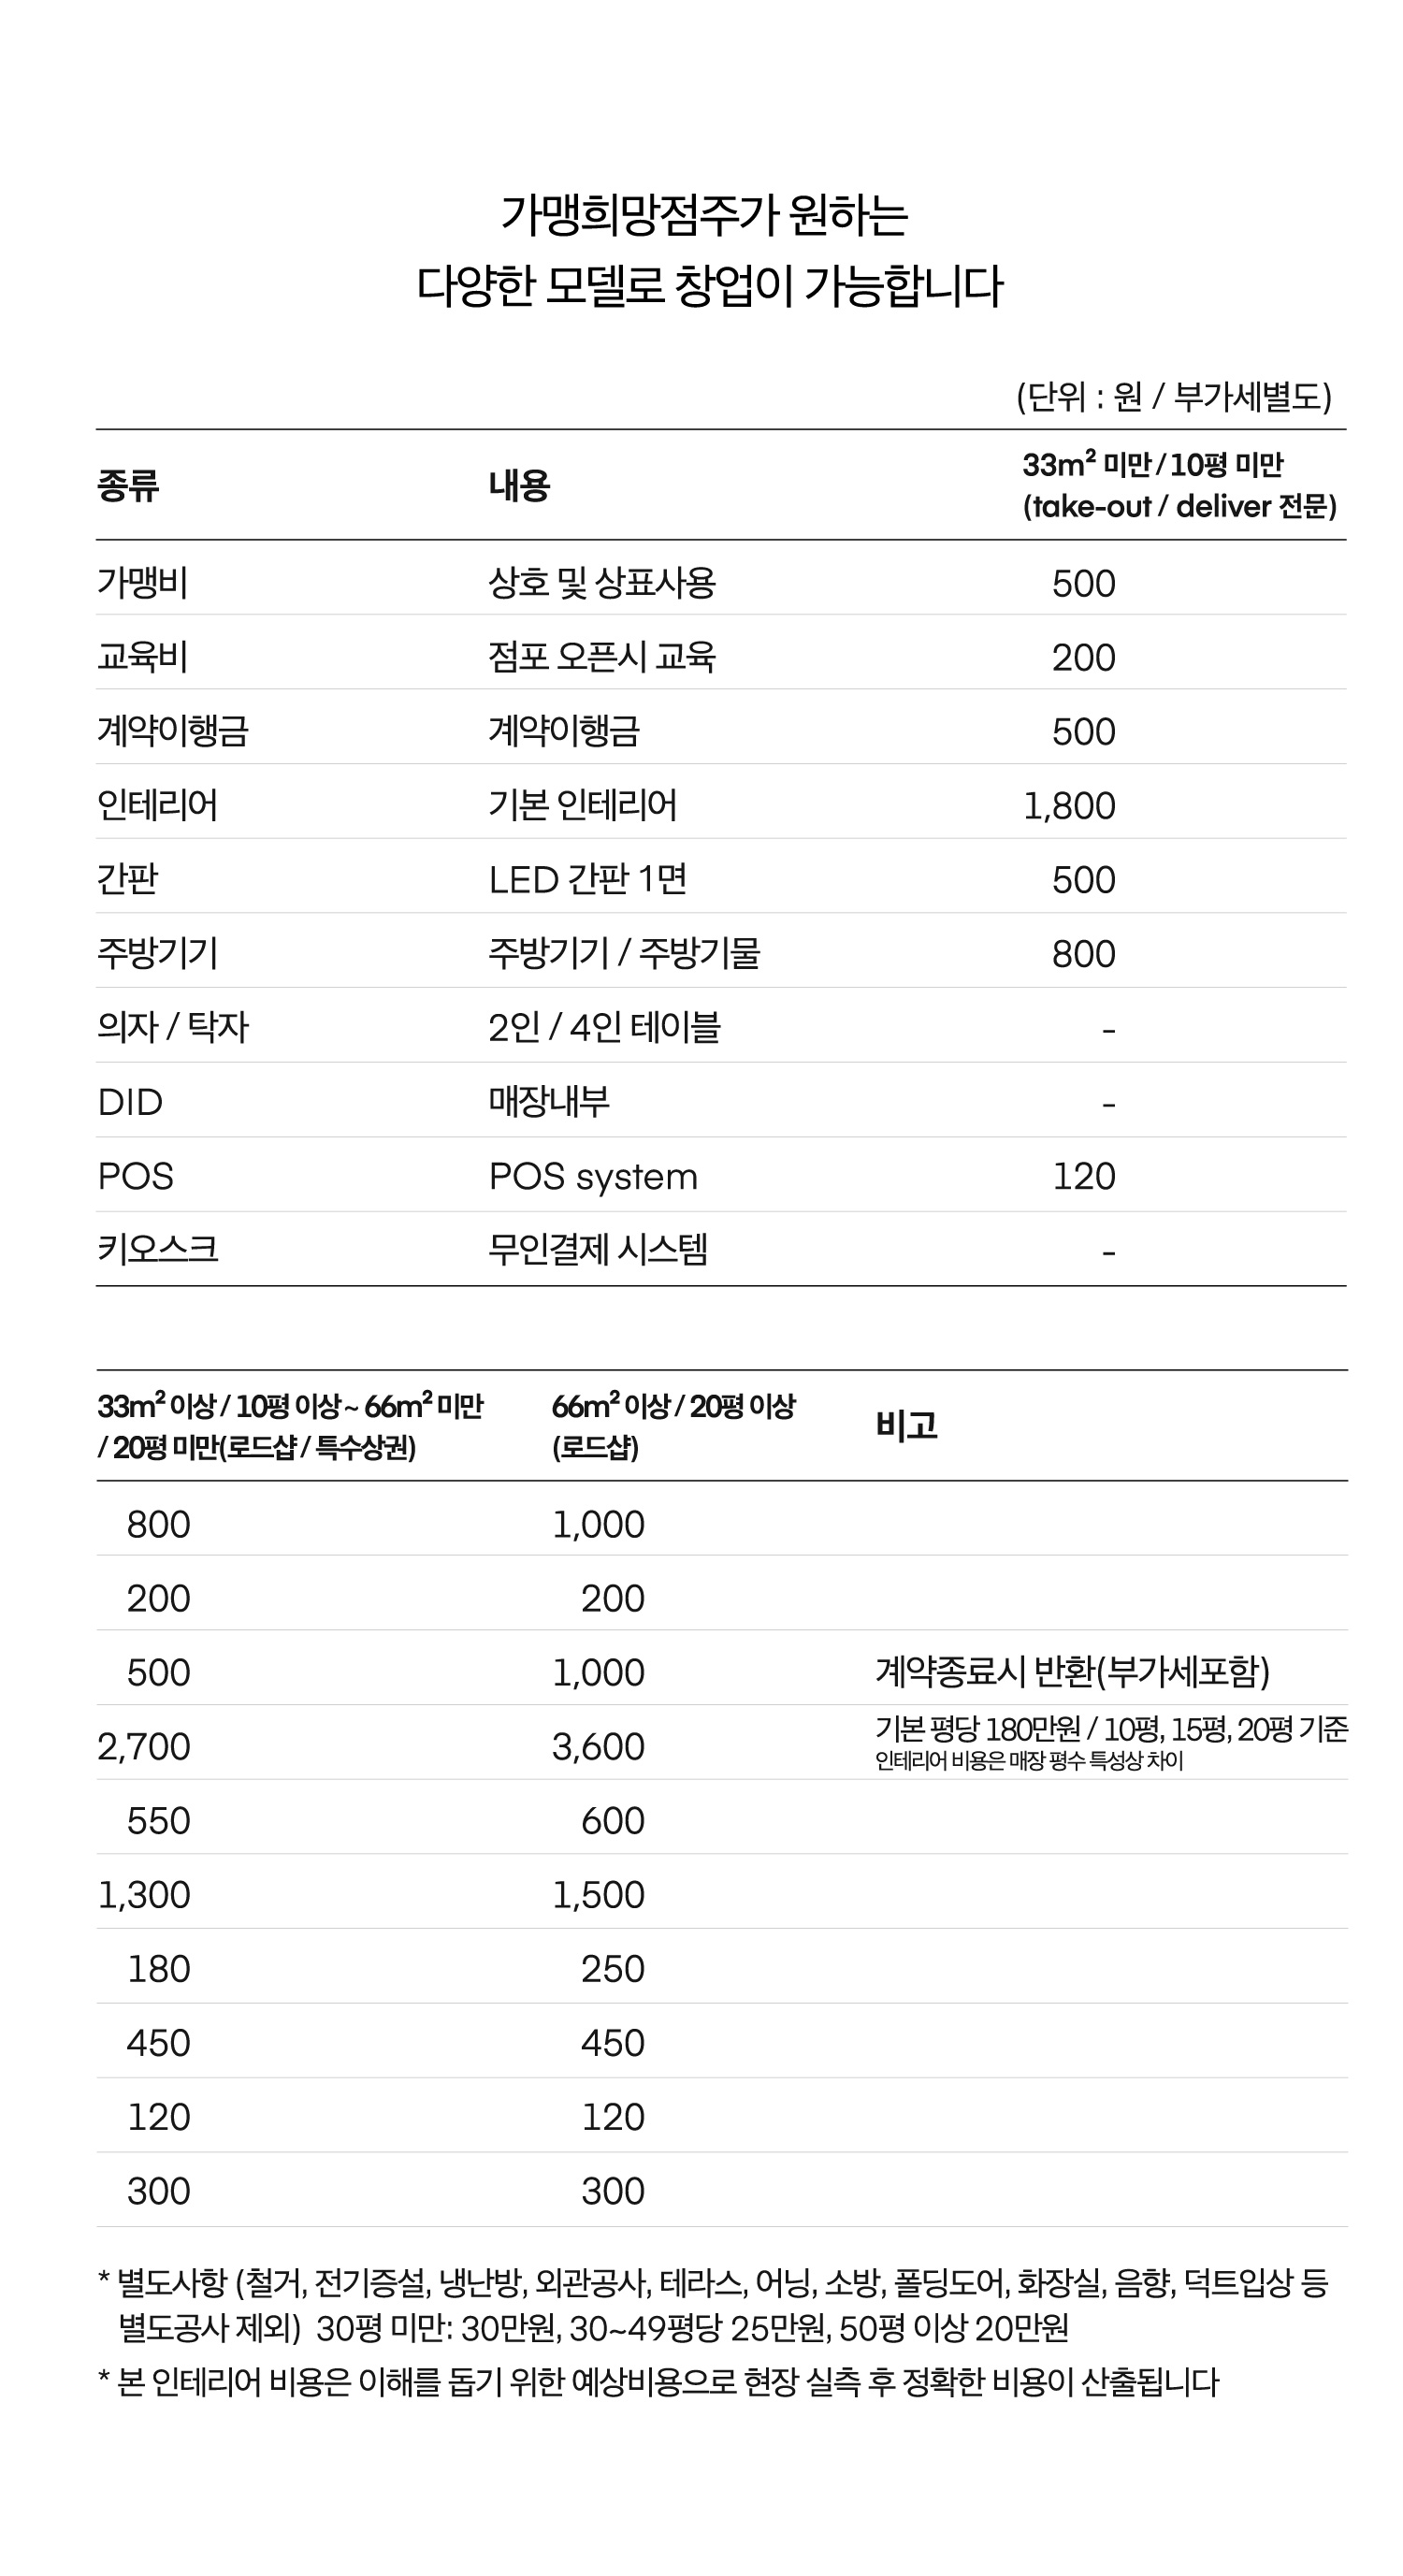 가맹희망점주가 원하는
다양한 모델로 창업이 가능합니다
(단위 : 원 / 부가세별도)
종류 내용 33m² 미만 / 10평 미만
(take-out / deliver 전문)
가맹비 상호 및 상표사용 500
교육비 점포 오픈시 교육 200
계약이행금 계약이행금 500
인테리어 기본 인테리어 1,800
간판 LED 간판 1면 500
주방기기 주방기기 / 주방기물 800
의자 / 탁자 2인 / 4인 테이블 -
DID 매장내부 -
POS POS system 120
키오스크 무인결제 시스템 -
33m² 이상 / 10평 이상 ~ 66m² 미만 66m² 이상 / 20평 이상 비고
/ 20평 미만(로드샵 / 특수상권) (로드샵)
800 1,000
200 200
500 1,000 계약종료시 반환(부가세포함)
2,700 3,600 기본 평당 180만원 / 10평, 15평, 20평 기준
인테리어 비용은 매장 평수 특성상 차이
550 600
1,300 1,500
180 250
450 450
120 120
300 300
* 별도사항 (철거, 전기증설, 냉난방, 외관공사, 테라스, 어닝, 소방, 폴딩도어, 화장실, 음향, 덕트입상 등
별도공사 제외) 30평 미만: 30만원, 30~49평당 25만원, 50평 이상 20만원
* 본 인테리어 비용은 이해를 돕기 위한 예상비용으로 현장 실측 후 정확한 비용이 산출됩니다